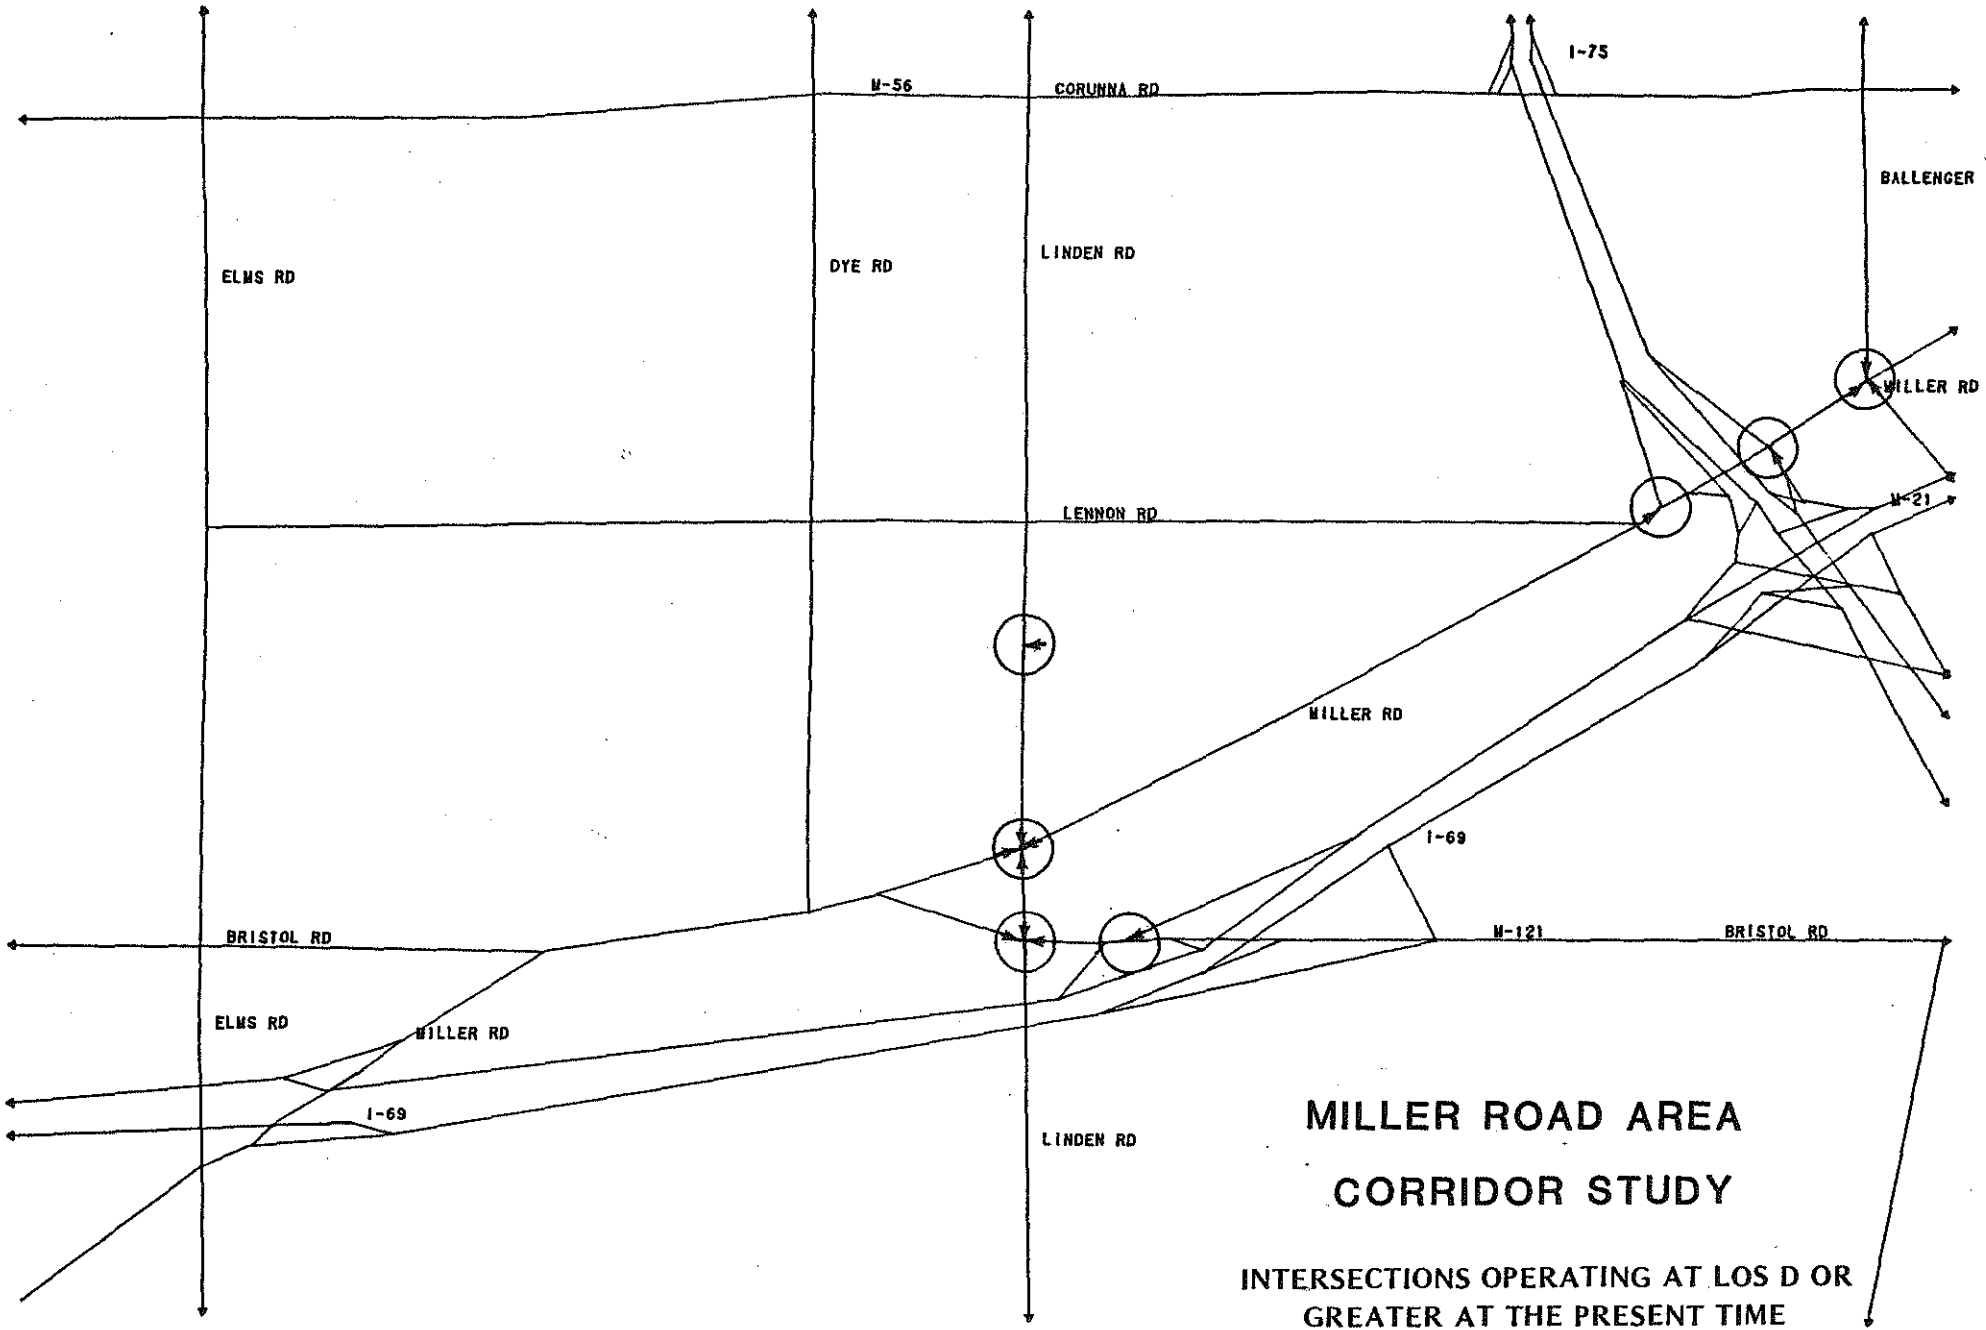 I-75
M-56
CORUNNA RD
BALLENGER
LINDEN RD
DYE RD
ELMS RD
MILLER RD
M-21
LENNON RD
MILLER RD
I-69
M-121
BRISTOL RD
BRISTOL RD
ELMS RD
MILLER RD
I-69
LINDEN RD
MILLER ROAD AREA
CORRIDOR STUDY
INTERSECTIONS OPERATING AT LOS D OR
GREATER AT THE PRESENT TIME